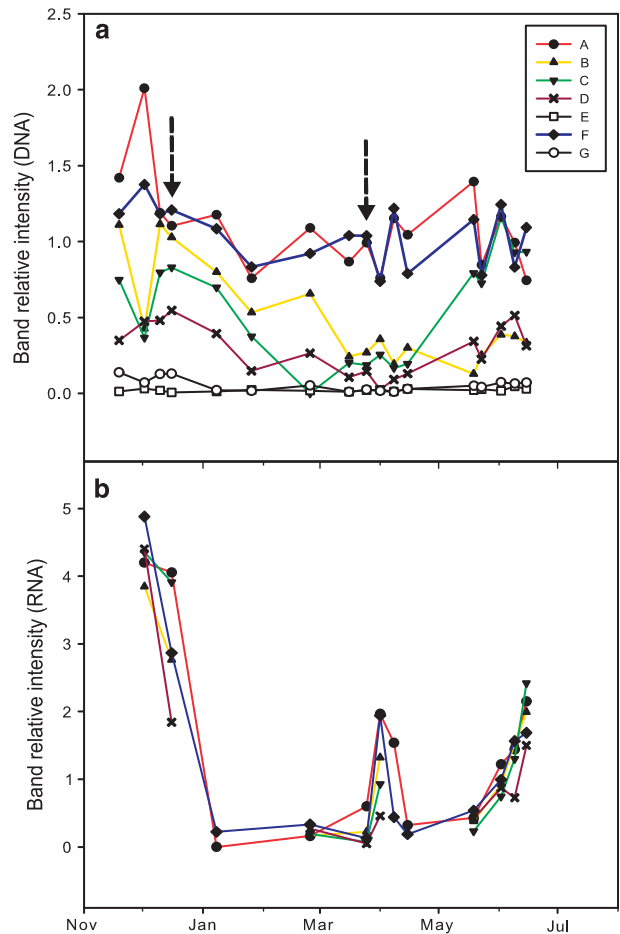 a
2.5
2.0
1.5
1.0
0.5
0.0
Band relative intensity (DNA)
A
B
C
D
E
F
G
b
5
4
3
2
1
0
Band relative intensity (RNA)
Nov Jan Mar May Jul